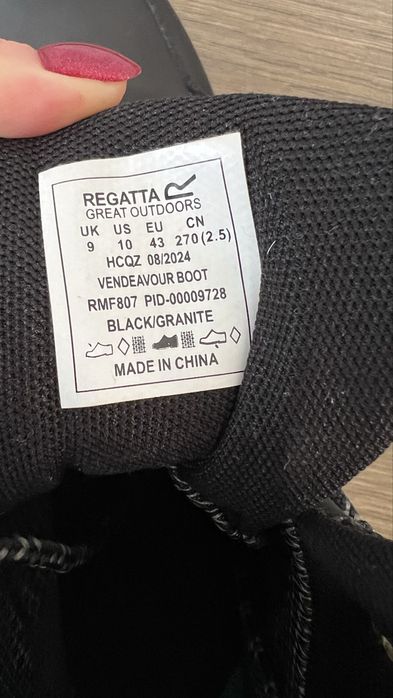 REGATTA
GREAT OUTDOORS
UK US EU CN
9 10 43 270 (2.5)
HCQZ 08/2024
VENDEAVOUR BOOT
RMF807 PID-00009728
BLACK/GRANITE
MADE IN CHINA